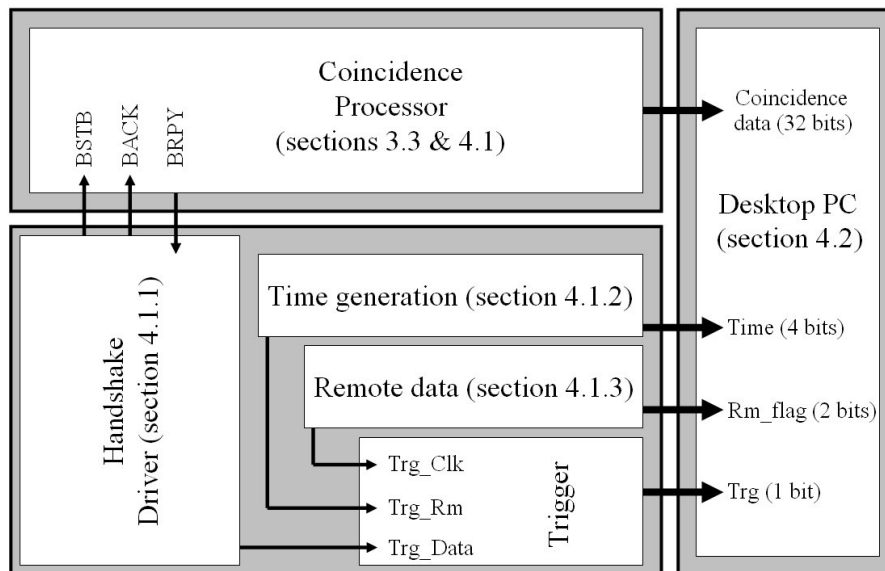 Coincidence
Processor
(sections 3.3 & 4.1)
BSTB
BACK
BRPY
Coincidence
data (32 bits)
Desktop PC
(section 4.2)
Handshake
Driver (section 4.1.1)
Time generation (section 4.1.2)
Time (4 bits)
Remote data (section 4.1.3)
Rm_flag (2 bits)
Trg_Clk
Trg_Rm
Trg_Data
Trigger
Trg (1 bit)